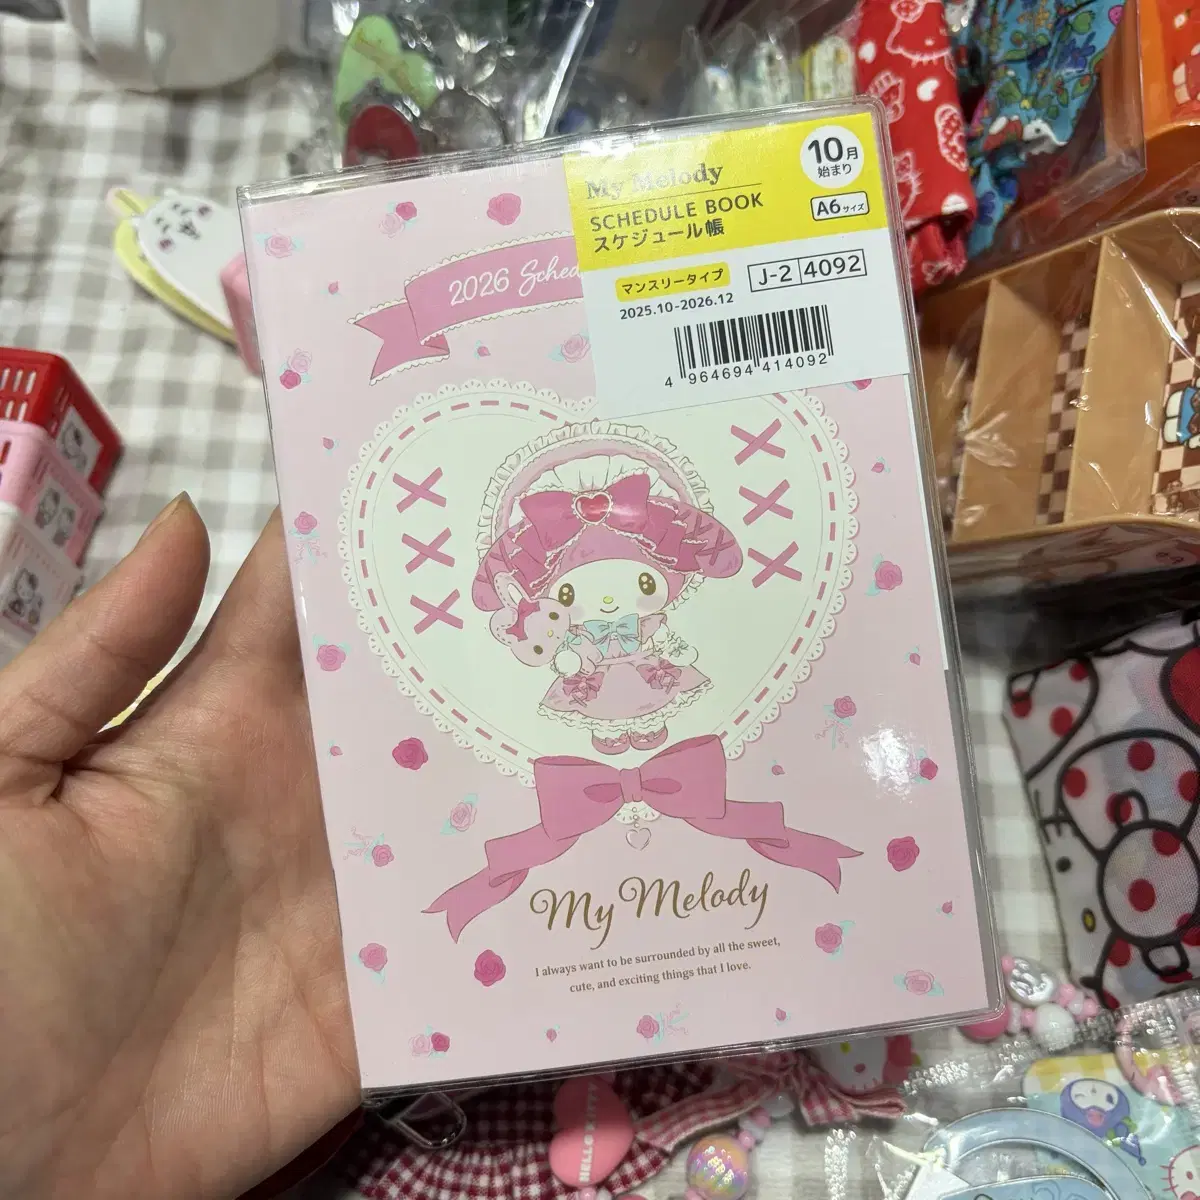 My Melody
SCHEDULE BOOK
スケジュール帳
10月
始まり
A6サイズ
マンスリータイプ
J-2 4092
2025.10-2026.12
4 964694 414092
2026 Sched
My Melody
I always want to be surrounded by all the sweet,
cute, and exciting things that I love.
HELLO KITTY